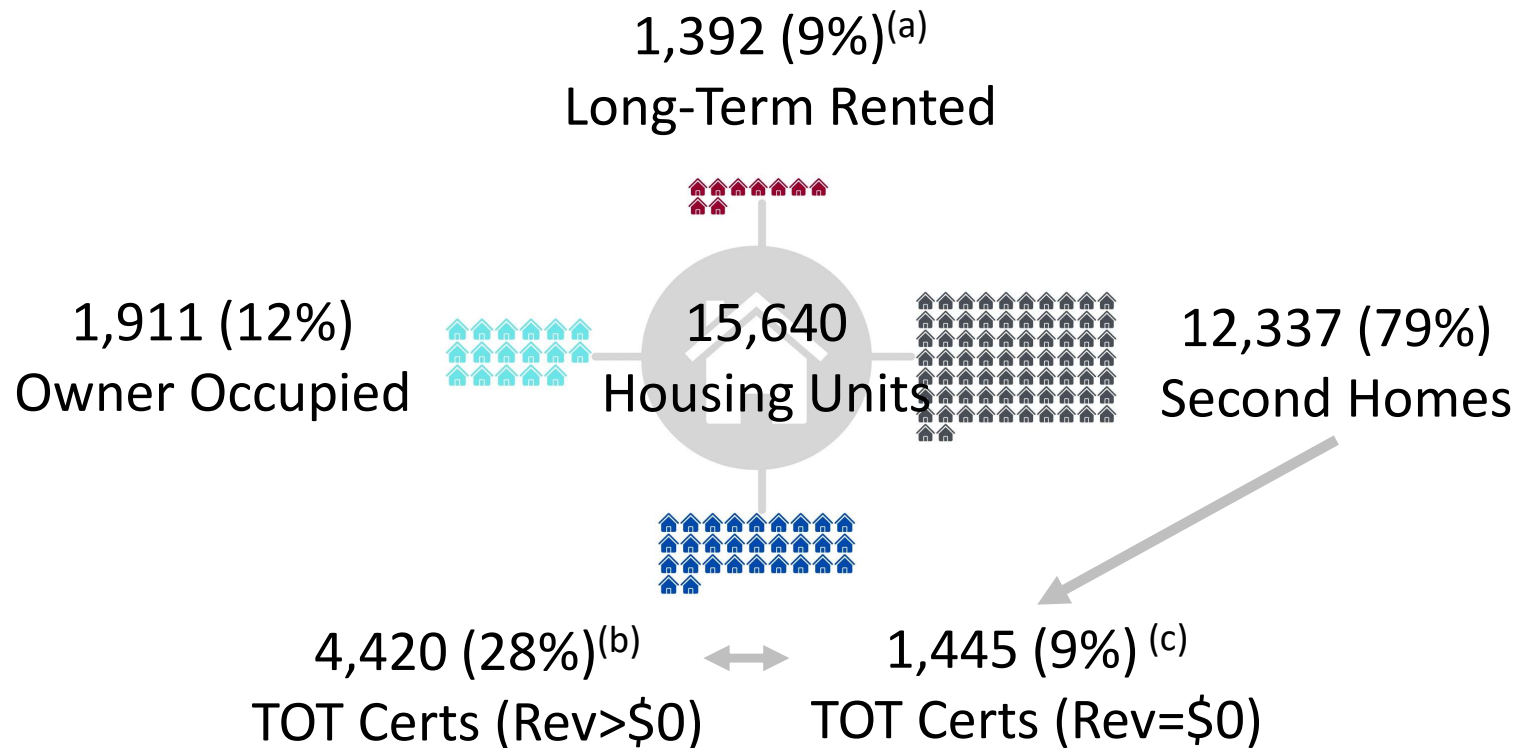 1,392 (9%)(a)
Long-Term Rented
1,911 (12%)
Owner Occupied
15,640
Housing Units
12,337 (79%)
Second Homes
4,420 (28%)(b)
TOT Certs (Rev>$0)
1,445 (9%) (c)
TOT Certs (Rev=$0)